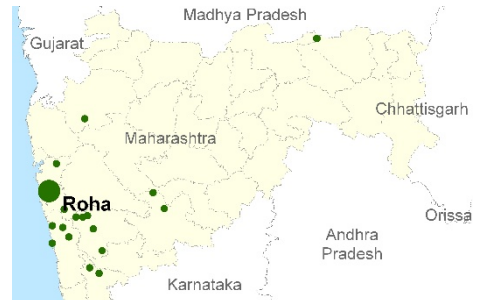 Madhya Pradesh
Gujarat
Chhattisgarh
Maharashtra
Roha
Orissa
Andhra
Pradesh
Karnataka